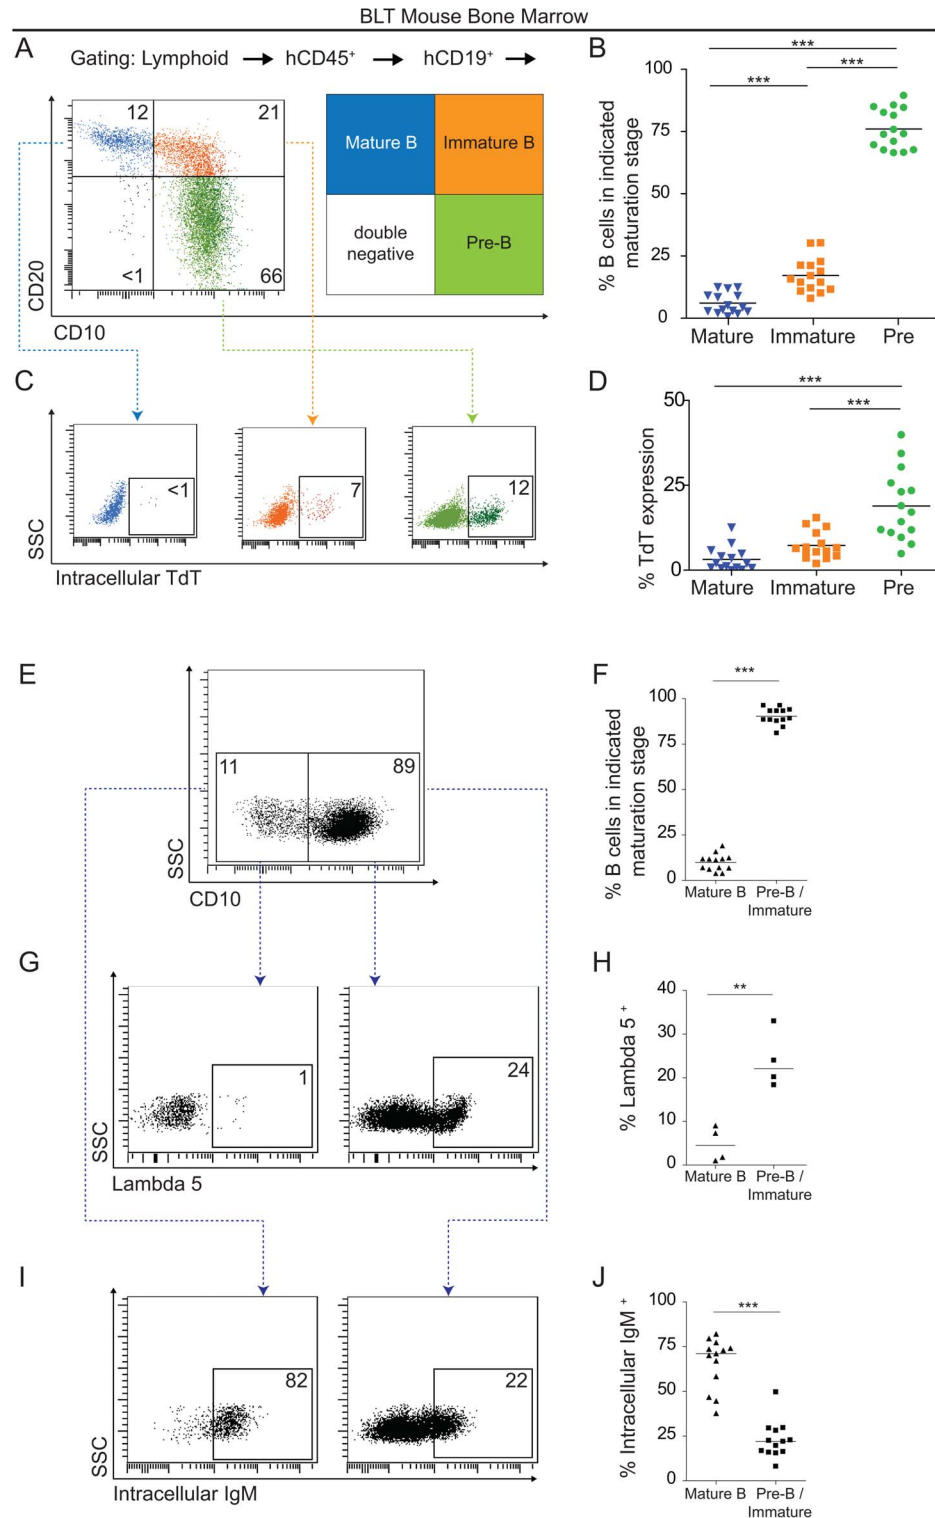 BLT Mouse Bone Marrow
A
Gating: Lymphoid → hCD45⁺ → hCD19⁺ →
12
21
<1
66
CD20
CD10
Mature B
Immature B
double
negative
Pre-B
B
% B cells in indicated
maturation stage
***
***
***
100
75
50
25
0
Mature
Immature
Pre
C
<1
7
12
SSC
Intracellular TdT
D
% TdT expression
***
***
50
25
0
Mature
Immature
Pre
E
11
89
SSC
CD10
F
% B cells in indicated
maturation stage
***
100
75
50
25
0
Mature B
Pre-B /
Immature
G
1
24
SSC
Lambda 5
H
% Lambda 5 ⁺
**
40
30
20
10
0
Mature B
Pre-B /
Immature
I
82
22
SSC
Intracellular IgM
J
% Intracellular IgM ⁺
***
100
75
50
25
0
Mature B
Pre-B /
Immature